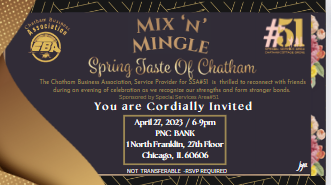 Chatham Business
Association
CBA
MIX 'N'
MINGLE
#51
Spring Taste Of Chatham
The Chatham Business Association, Service Provider for SSA#51 is thrilled to reconnect with friends
during an evening of celebration as we recognize our strengths and form stronger bonds.
Sponsored by Special Services Area#51
You are Cordially Invited
April 27, 2023 / 6-9pm
PNC BANK
1 North Franklin, 27th Floor
Chicago, IL 60606
NOT TRANSFERABLE -RSVP REQUIRED